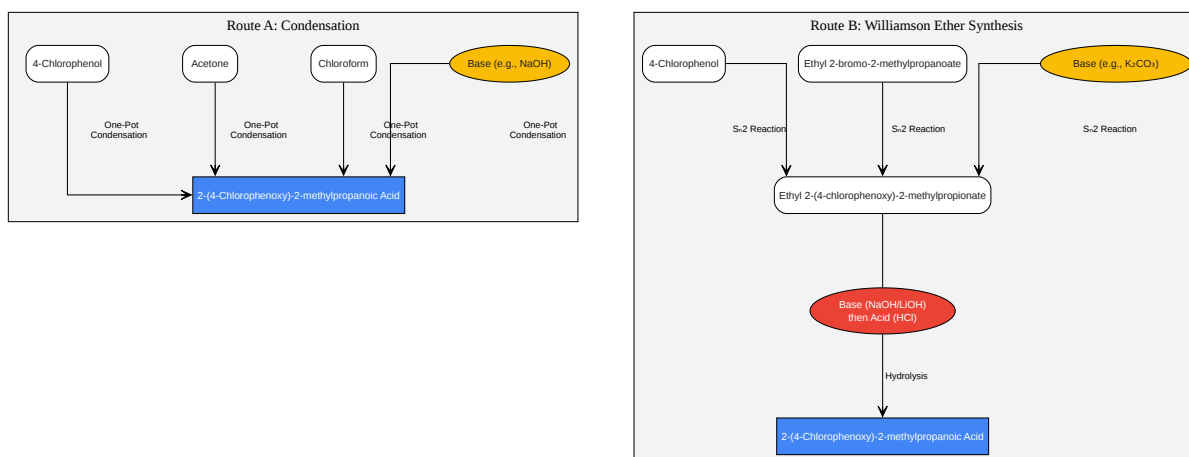 Route A: Condensation
4-Chlorophenol
Acetone
Chloroform
Base (e.g., NaOH)
One-Pot
Condensation
One-Pot
Condensation
One-Pot
Condensation
One-Pot
Condensation
2-(4-Chlorophenoxy)-2-methylpropanoic Acid
Route B: Williamson Ether Synthesis
4-Chlorophenol
Ethyl 2-bromo-2-methylpropanoate
Base (e.g., K₂CO₃)
Sₙ2 Reaction
Sₙ2 Reaction
Sₙ2 Reaction
Ethyl 2-(4-chlorophenoxy)-2-methylpropionate
Base (NaOH/LiOH)
then Acid (HCl)
Hydrolysis
2-(4-Chlorophenoxy)-2-methylpropanoic Acid